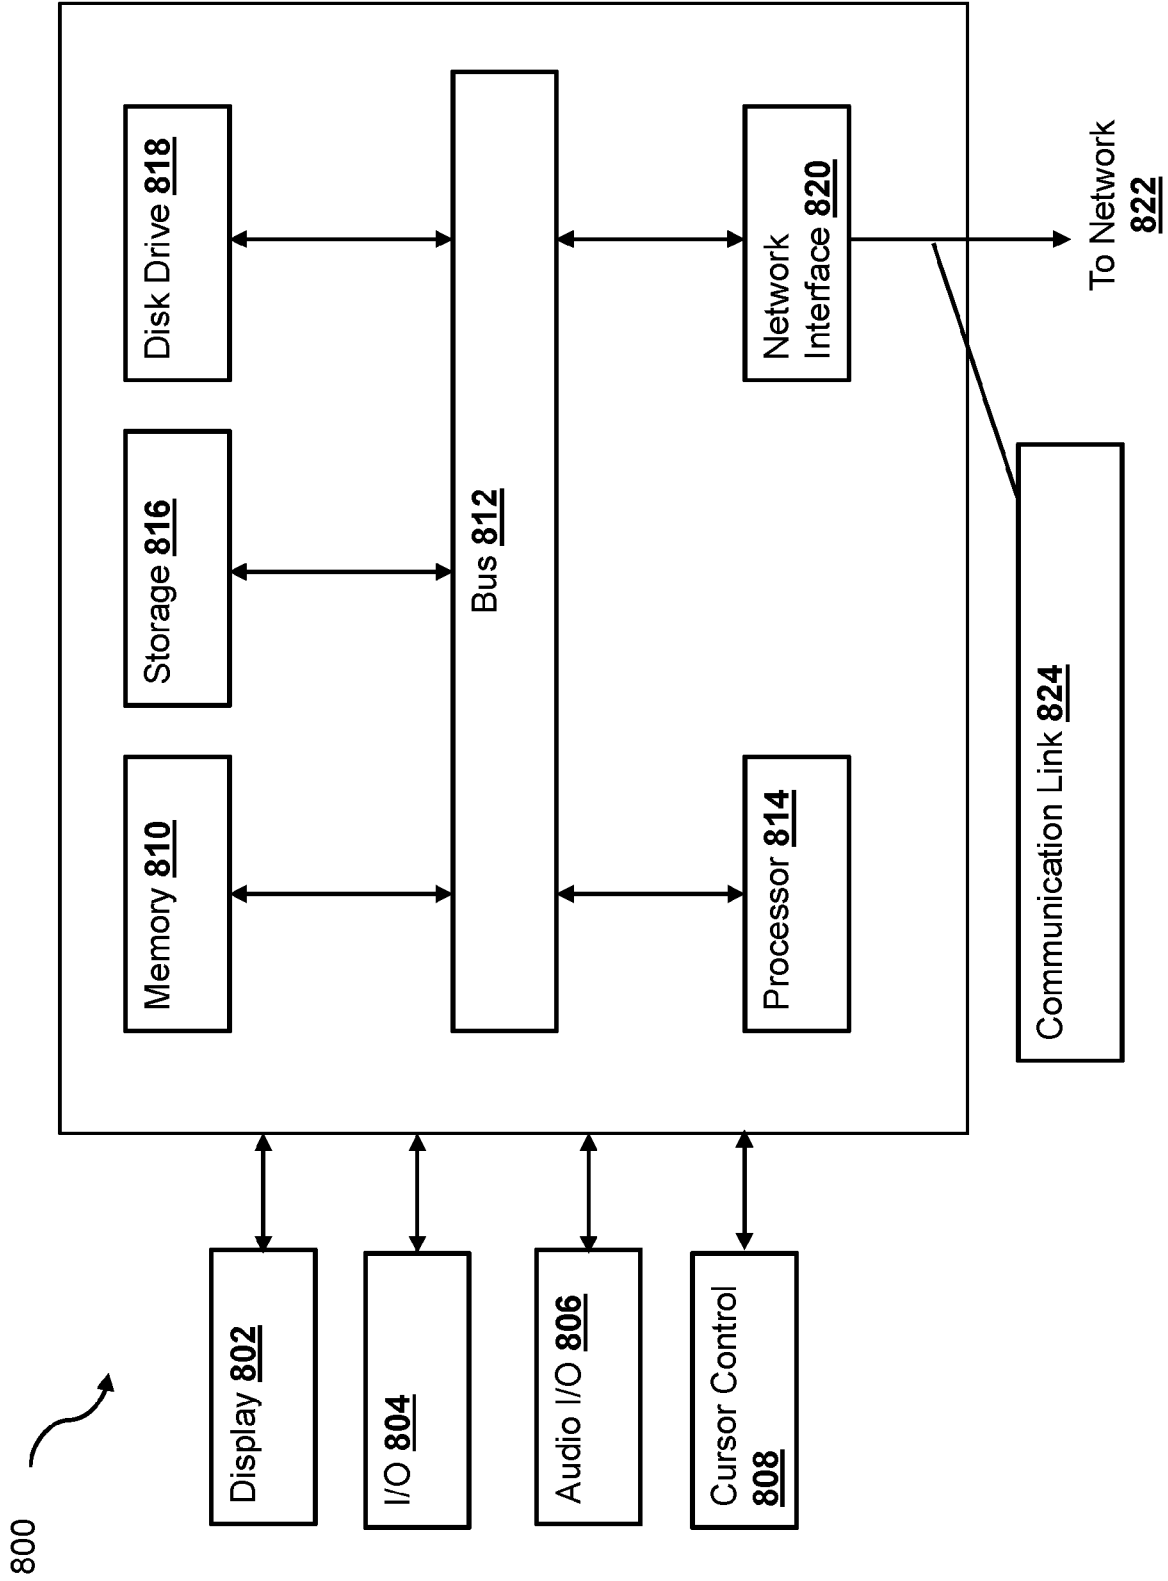 800
Display 802
I/O 804
Audio I/O 806
Cursor Control
808
Memory 810
Storage 816
Disk Drive 818
Bus 812
Processor 814
Network
Interface 820
Communication Link 824
To Network
822